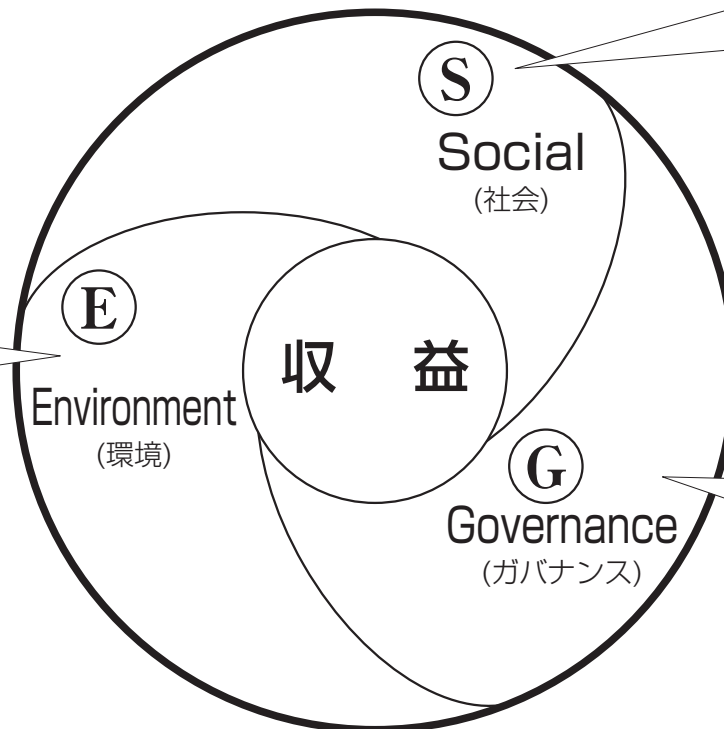 S
Social
(社会)
E
Environment
(環境)
収 益
G
Governance
(ガバナンス)